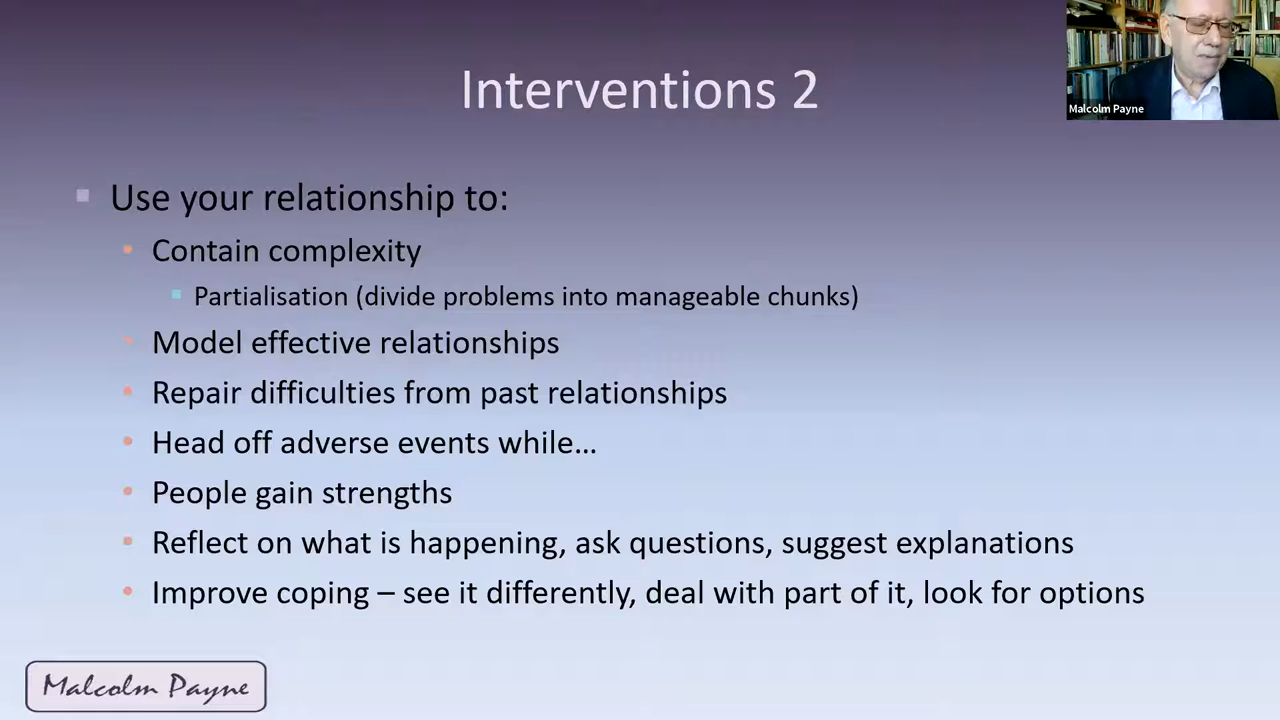 Interventions 2
Malcolm Payne
Use your relationship to:
Contain complexity
Partialisation (divide problems into manageable chunks)
Model effective relationships
Repair difficulties from past relationships
Head off adverse events while…
People gain strengths
Reflect on what is happening, ask questions, suggest explanations
Improve coping – see it differently, deal with part of it, look for options
Malcolm Payne